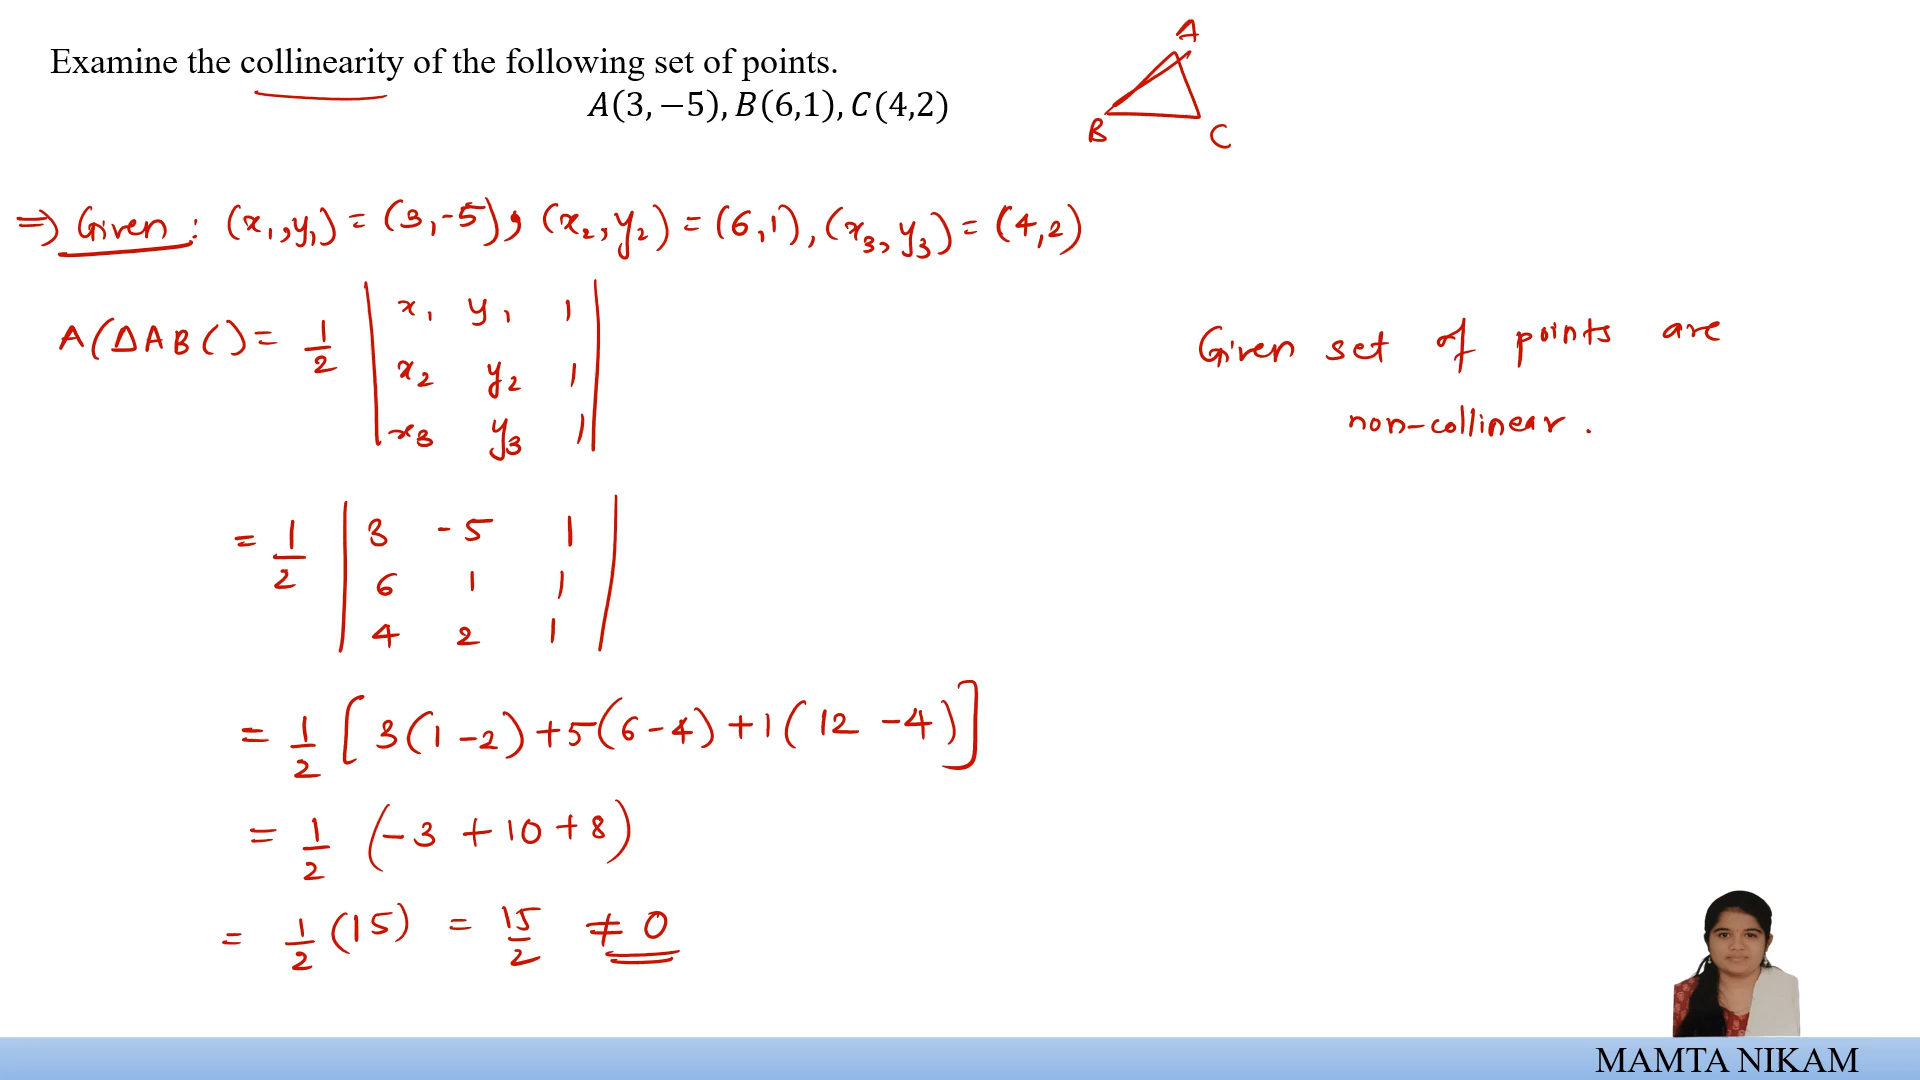 Examine the collinearity of the following set of points.
A(3,−5), B(6,1), C(4,2)
A
B C
⇒ Given : (x₁,y₁) = (3,-5), (x₂,y₂) = (6,1), (x₃,y₃) = (4,2)
A(ΔABC) = 1/2 | x₁ y₁ 1 |
| x₂ y₂ 1 |
| x₃ y₃ 1 |
Given set of points are
non-collinear.
= 1/2 | 3 -5 1 |
| 6 1 1 |
| 4 2 1 |
= 1/2 [3(1-2)+5(6-4)+1(12-4)]
= 1/2 (-3+10+8)
= 1/2 (15) = 15/2 ≠ 0
MAMTA NIKAM